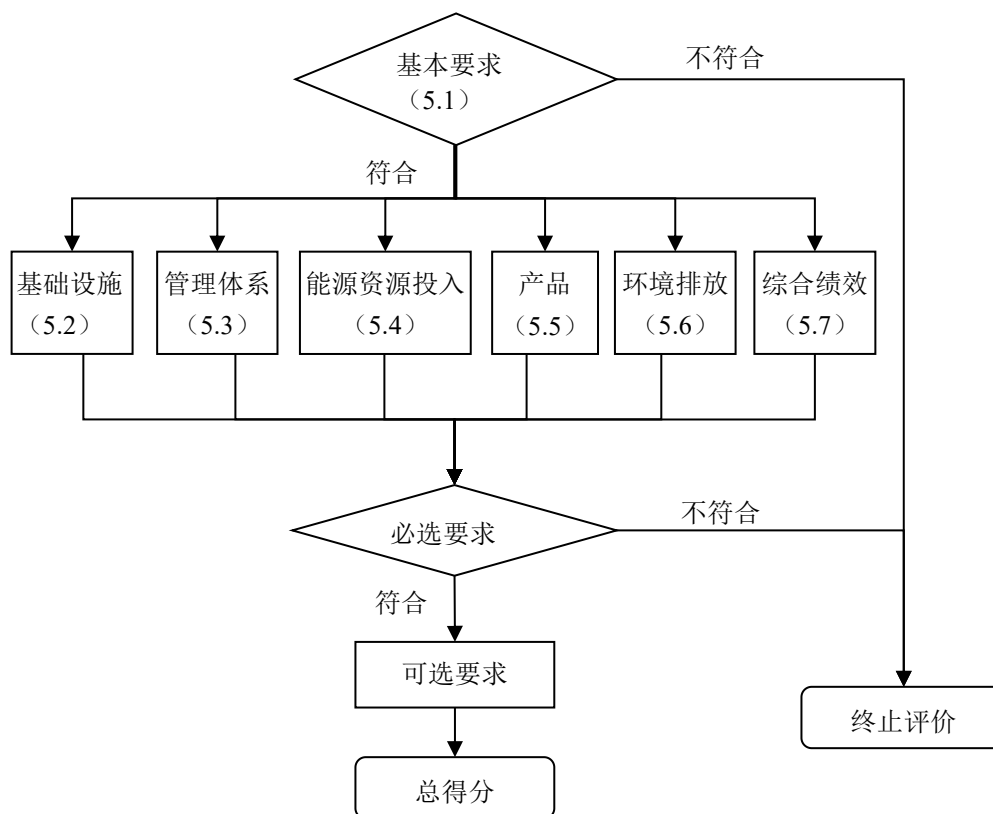 基本要求
（5.1）
不符合
符合
基础设施
（5.2）
管理体系
（5.3）
能源资源投入
（5.4）
产品
（5.5）
环境排放
（5.6）
综合绩效
（5.7）
必选要求
不符合
符合
可选要求
终止评价
总得分